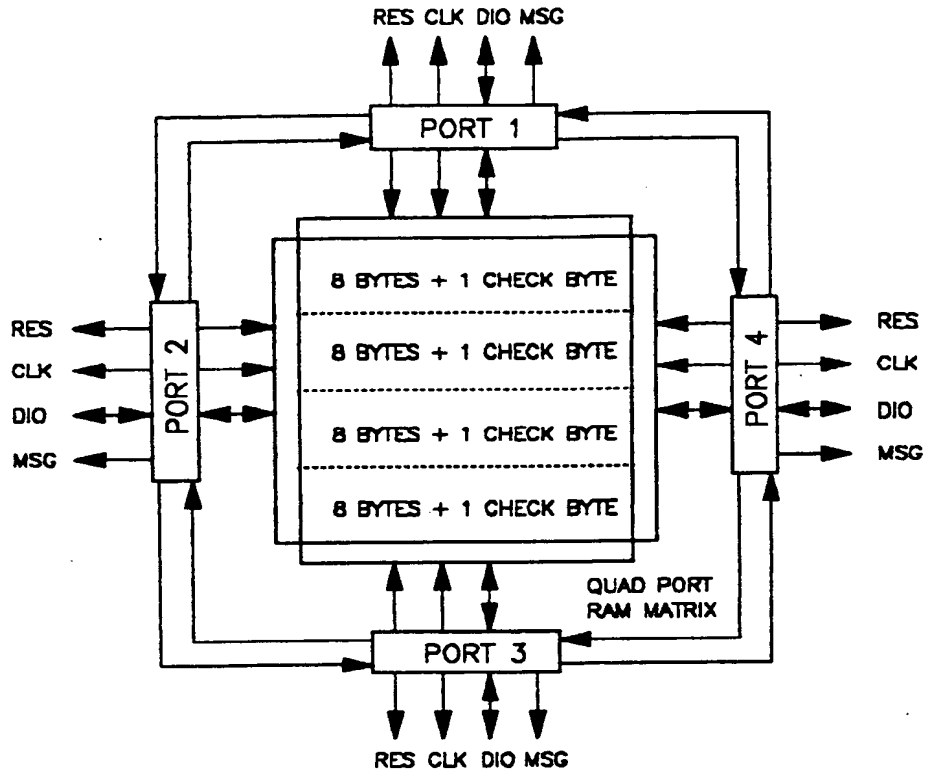 RES CLK DIO MSG
PORT 1
8 BYTES + 1 CHECK BYTE
8 BYTES + 1 CHECK BYTE
8 BYTES + 1 CHECK BYTE
8 BYTES + 1 CHECK BYTE
RES
CLK
DIO
MSG
PORT 2
PORT 4
RES
CLK
DIO
MSG
QUAD PORT
RAM MATRIX
PORT 3
RES CLK DIO MSG